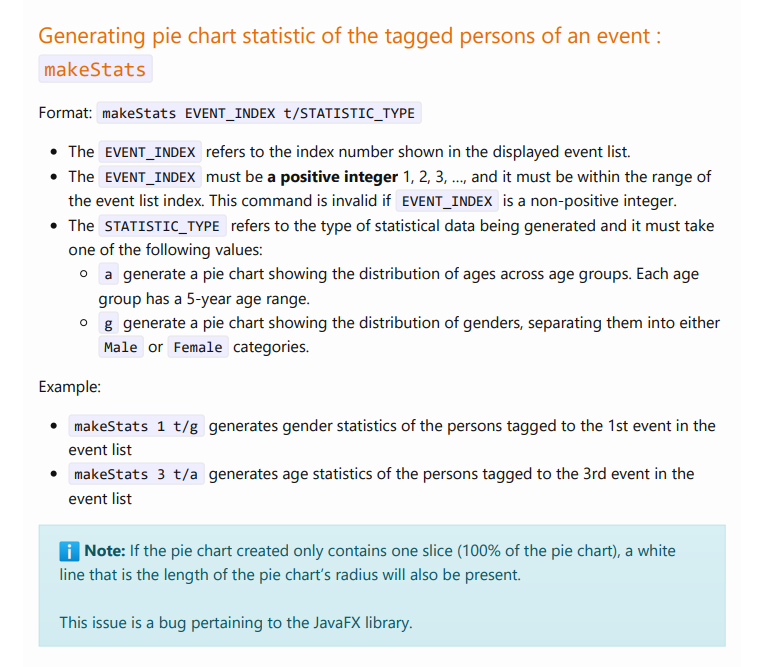 Generating pie chart statistic of the tagged persons of an event :
makeStats
Format: makeStats EVENT_INDEX t/STATISTIC_TYPE
The EVENT_INDEX refers to the index number shown in the displayed event list.
The EVENT_INDEX must be a positive integer 1, 2, 3, …, and it must be within the range of
the event list index. This command is invalid if EVENT_INDEX is a non-positive integer.
The STATISTIC_TYPE refers to the type of statistical data being generated and it must take
one of the following values:
a generate a pie chart showing the distribution of ages across age groups. Each age
group has a 5-year age range.
g generate a pie chart showing the distribution of genders, separating them into either
Male or Female categories.
Example:
makeStats 1 t/g generates gender statistics of the persons tagged to the 1st event in the
event list
makeStats 3 t/a generates age statistics of the persons tagged to the 3rd event in the
event list
i Note: If the pie chart created only contains one slice (100% of the pie chart), a white
line that is the length of the pie chart’s radius will also be present.
This issue is a bug pertaining to the JavaFX library.